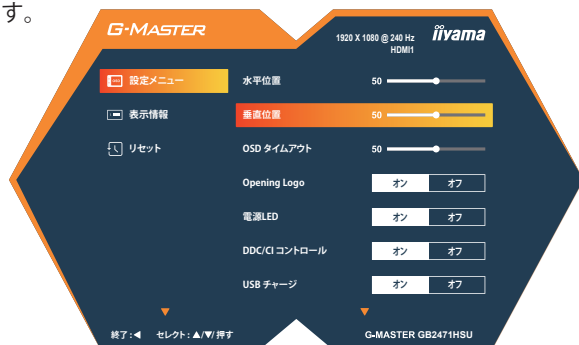 す。
G-MASTER
1920 X 1080 @ 240 Hz
HDMI1
iiyama
設定メニュー
表示情報
リセット
水平位置 50
垂直位置 50
OSD タイムアウト 50
Opening Logo オン オフ
電源LED オン オフ
DDC/CI コントロール オン オフ
USB チャージ オン オフ
終了 : ◀ セレクト : ▲/▼/ 押す
G-MASTER GB2471HSU